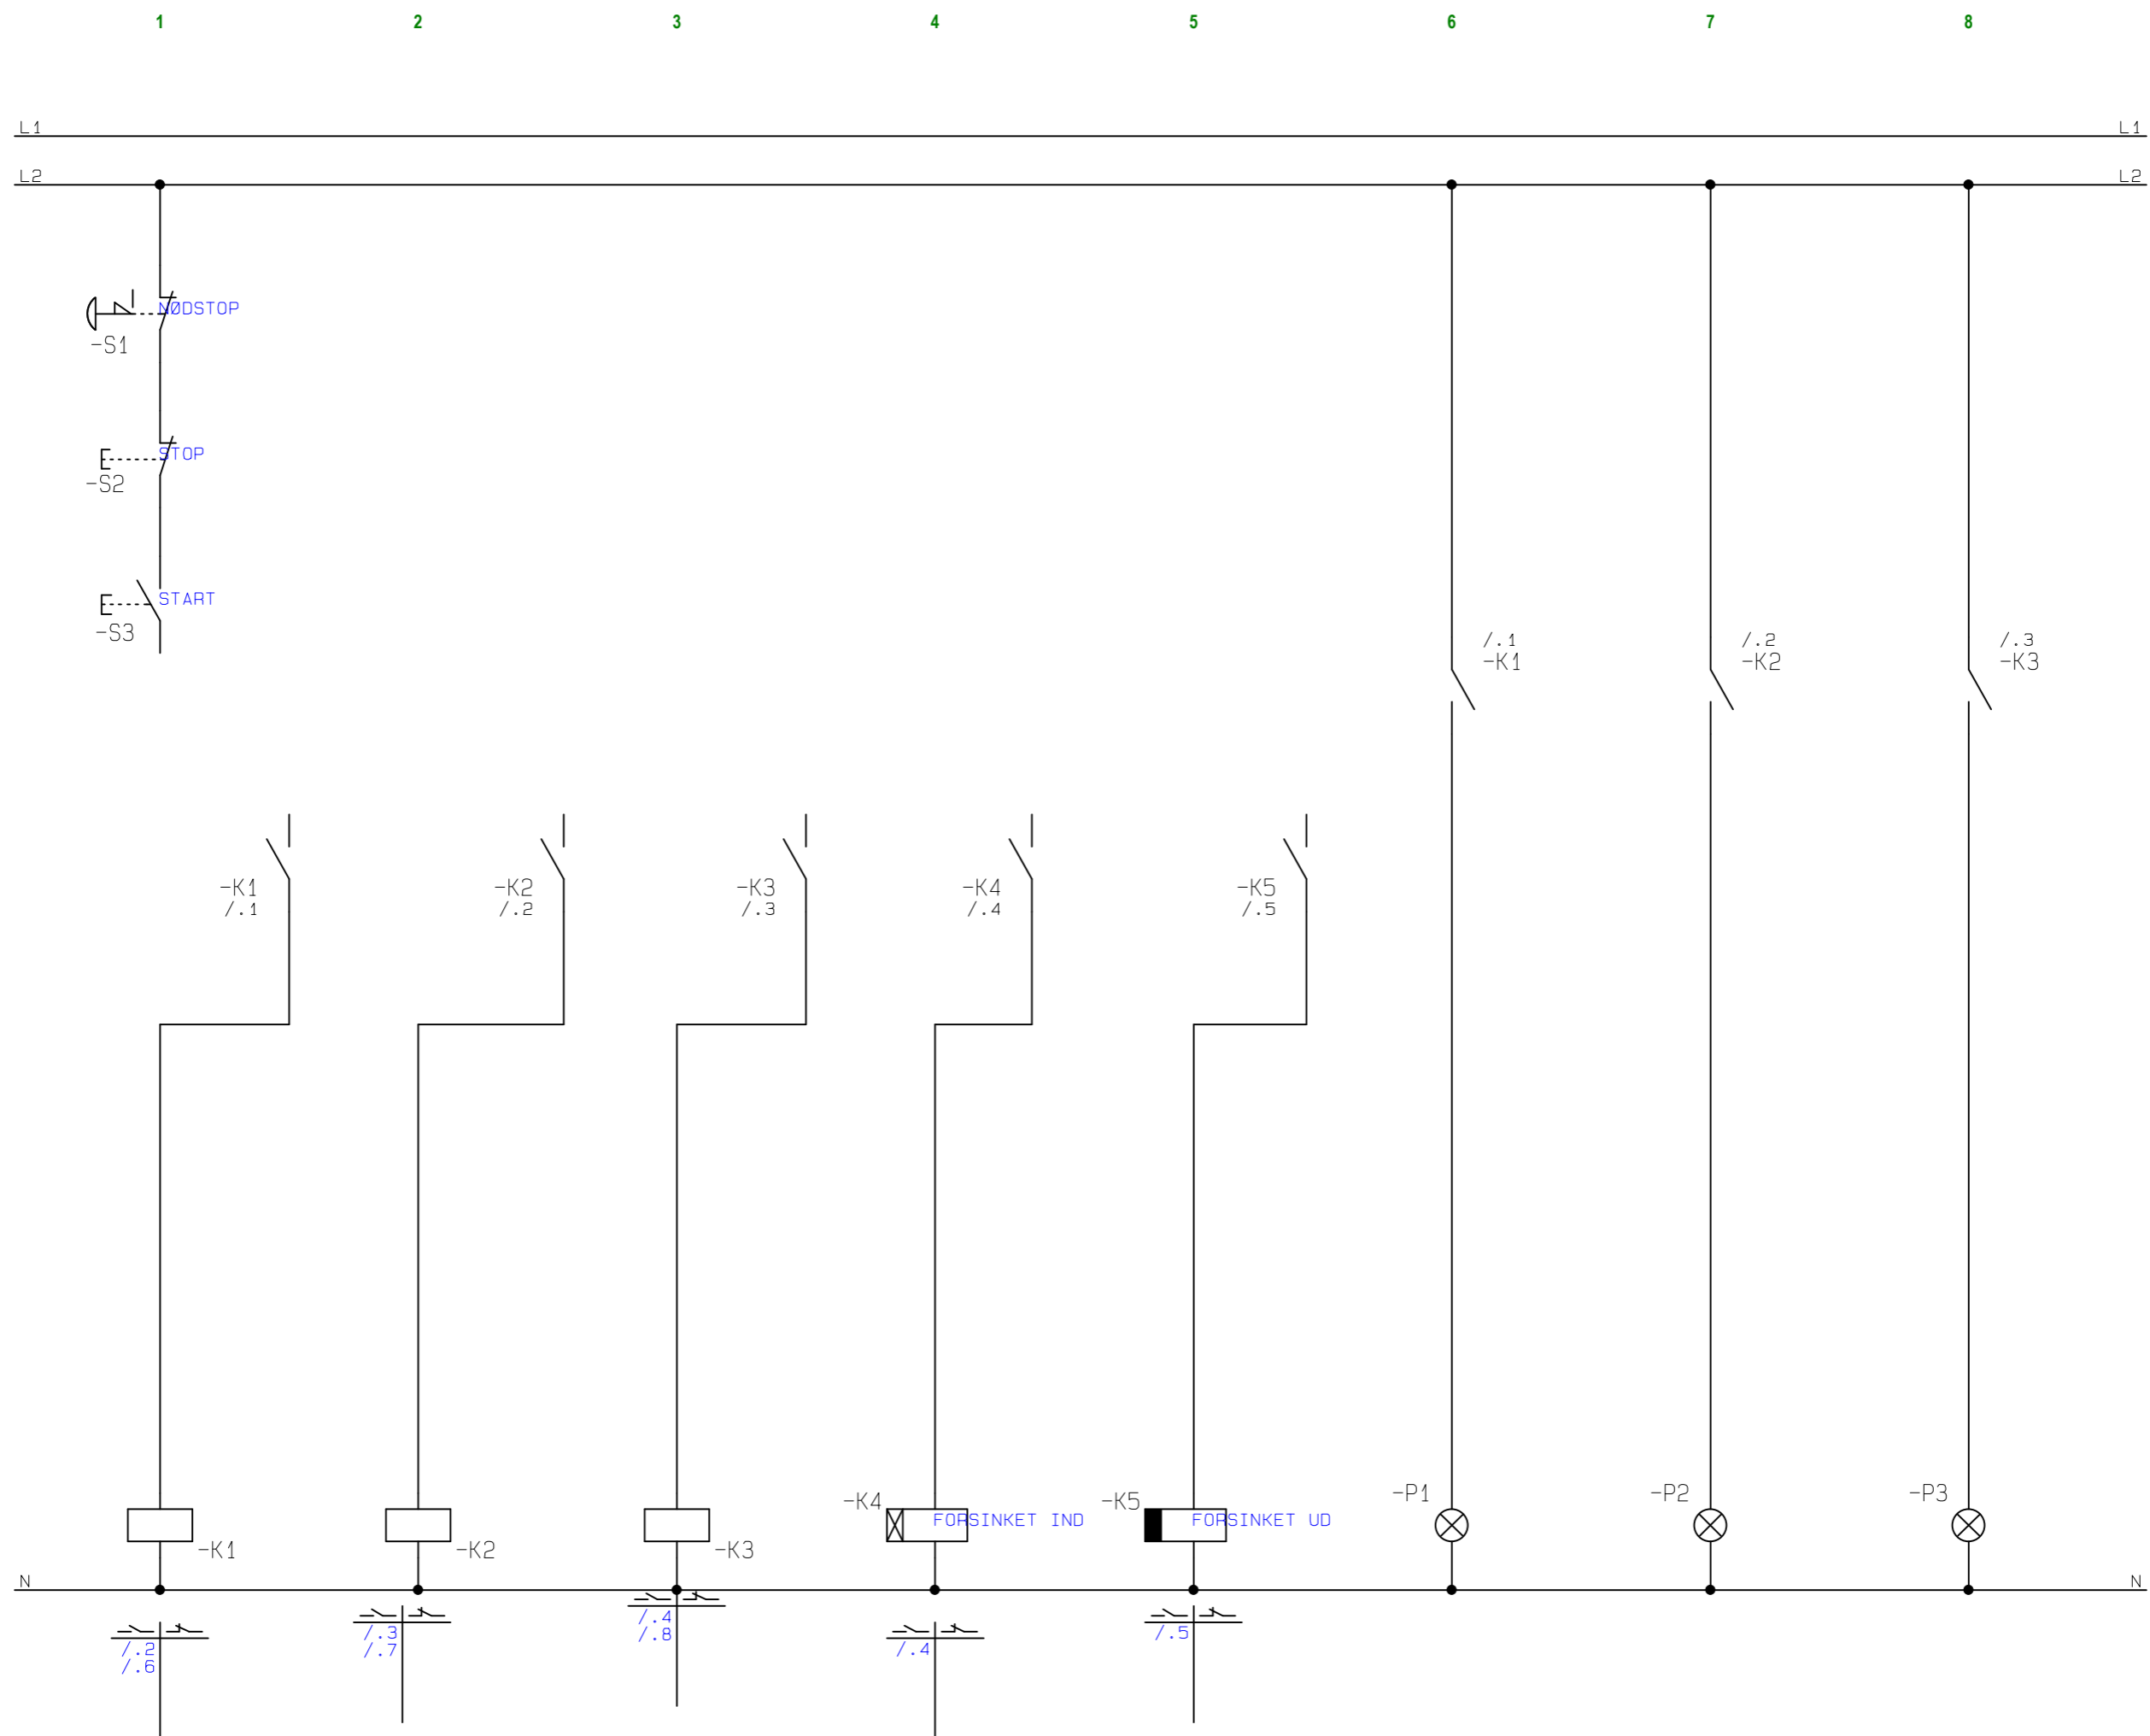 1 2 3 4 5 6 7 8
L1 L1
L2 L2
NØDSTOP
-S1
STOP
-S2
START
-S3
/.1 /.2 /.3
-K1 -K2 -K3
-K1 -K2 -K3 -K4 -K5
/.1 /.2 /.3 /.4 /.5
-K4 -K5 -P1 -P2 -P3
FORSINKET IND FORSINKET UD
-K1 -K2 -K3
N N
/.2 /.3 /.4 /.4 /.5
/.6 /.7 /.8